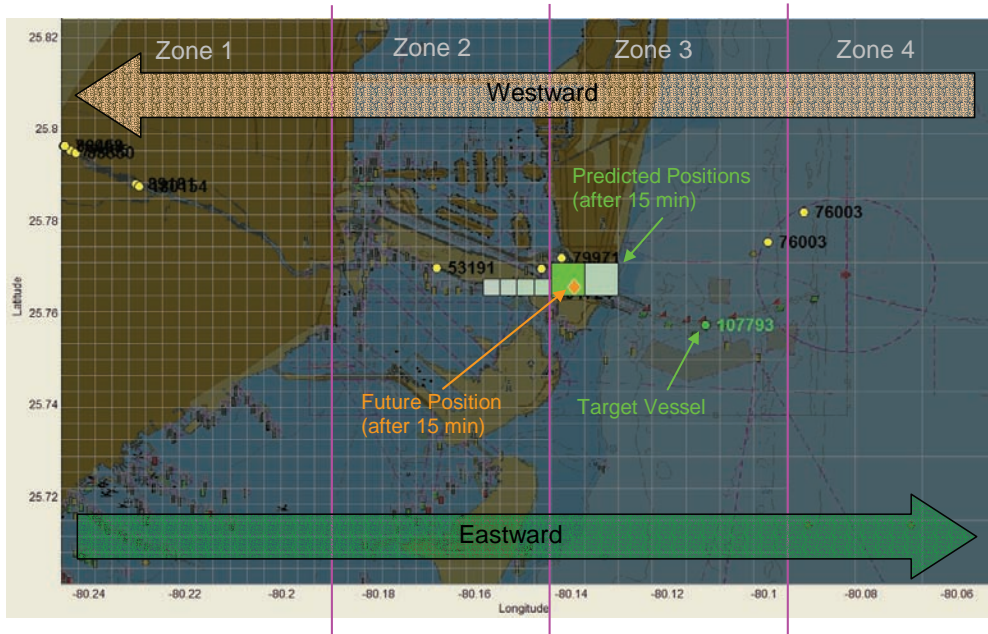 25.82
Zone 1
Zone 2
Zone 3
Zone 4
Westward
25.8
Predicted Positions
(after 15 min)
25.78
76003
76003
79971
53191
Latitude
25.76
107793
Future Position
(after 15 min)
Target Vessel
25.74
25.72
Eastward
-80.24
-80.22
-80.2
-80.18
-80.16
-80.14
-80.12
-80.1
-80.08
-80.06
Longitude